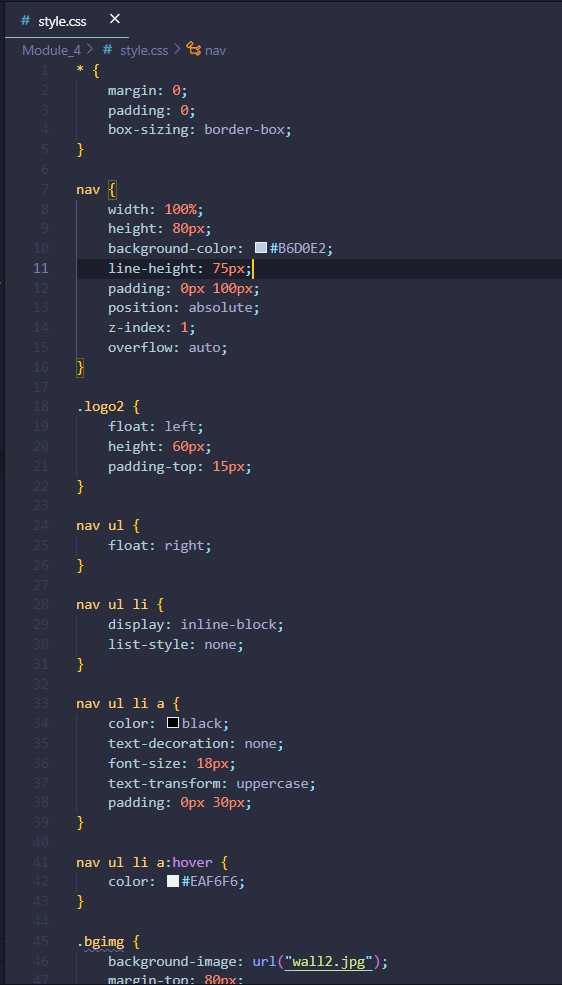 # style.css ×
Module_4 > # style.css > nav
1 * {
2 margin: 0;
3 padding: 0;
4 box-sizing: border-box;
5 }
6
7 nav {
8 width: 100%;
9 height: 80px;
10 background-color: #B6D0E2;
11 line-height: 75px;
12 padding: 0px 100px;
13 position: absolute;
14 z-index: 1;
15 overflow: auto;
16 }
17
18 .logo2 {
19 float: left;
20 height: 60px;
21 padding-top: 15px;
22 }
23
24 nav ul {
25 float: right;
26 }
27
28 nav ul li {
29 display: inline-block;
30 list-style: none;
31 }
32
33 nav ul li a {
34 color: black;
35 text-decoration: none;
36 font-size: 18px;
37 text-transform: uppercase;
38 padding: 0px 30px;
39 }
40
41 nav ul li a:hover {
42 color: #EAF6F6;
43 }
44
45 .bgimg {
46 background-image: url("wall2.jpg");
47 margin-top: 80px;